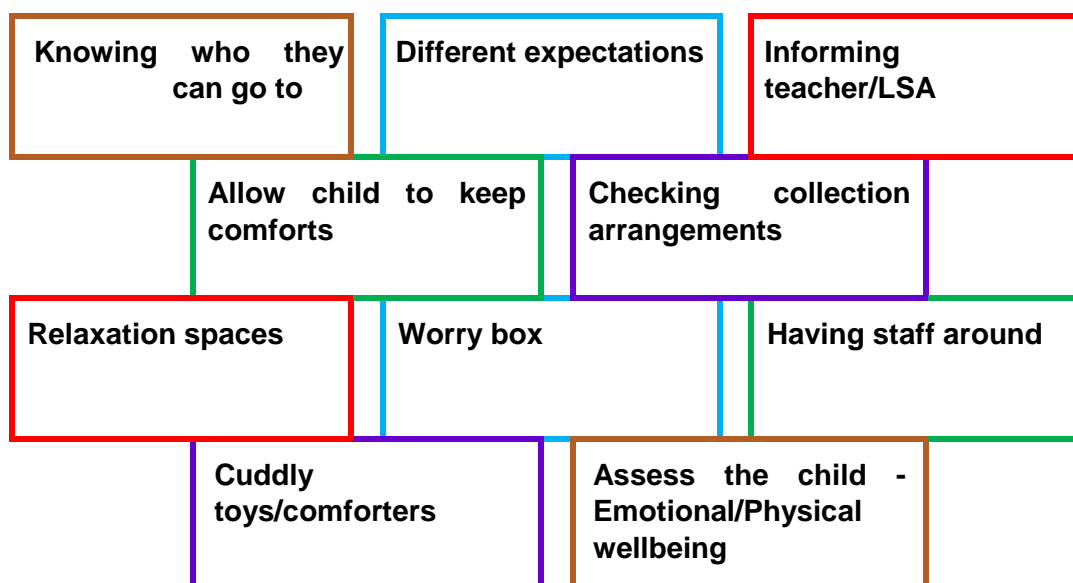 Knowing who they
can go to
Different expectations
Informing
teacher/LSA
Allow child to keep
comforts
Checking collection
arrangements
Relaxation spaces
Worry box
Having staff around
Cuddly
toys/comforters
Assess the child -
Emotional/Physical
wellbeing